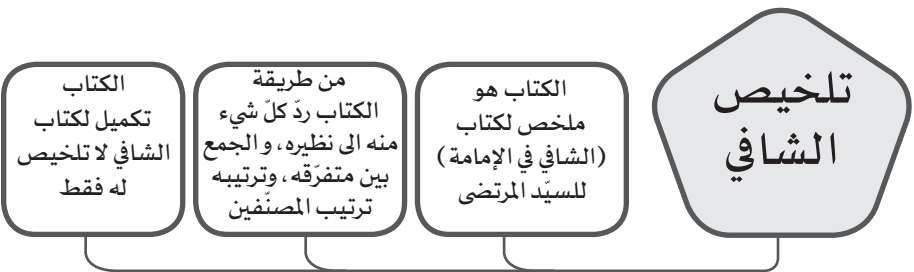 تلخيص
الشافي
الكتاب هو
ملخص لكتاب
(الشافي في الإمامة)
للسيّد المرتضى
من طريقة
الكتاب ردّ كلّ شيء
منه الى نظيره، و الجمع
بين متفرّقه، وترتيبه
ترتيب المصنّفين
الكتاب
تكميل لكتاب
الشافي لا تلخيص
له فقط